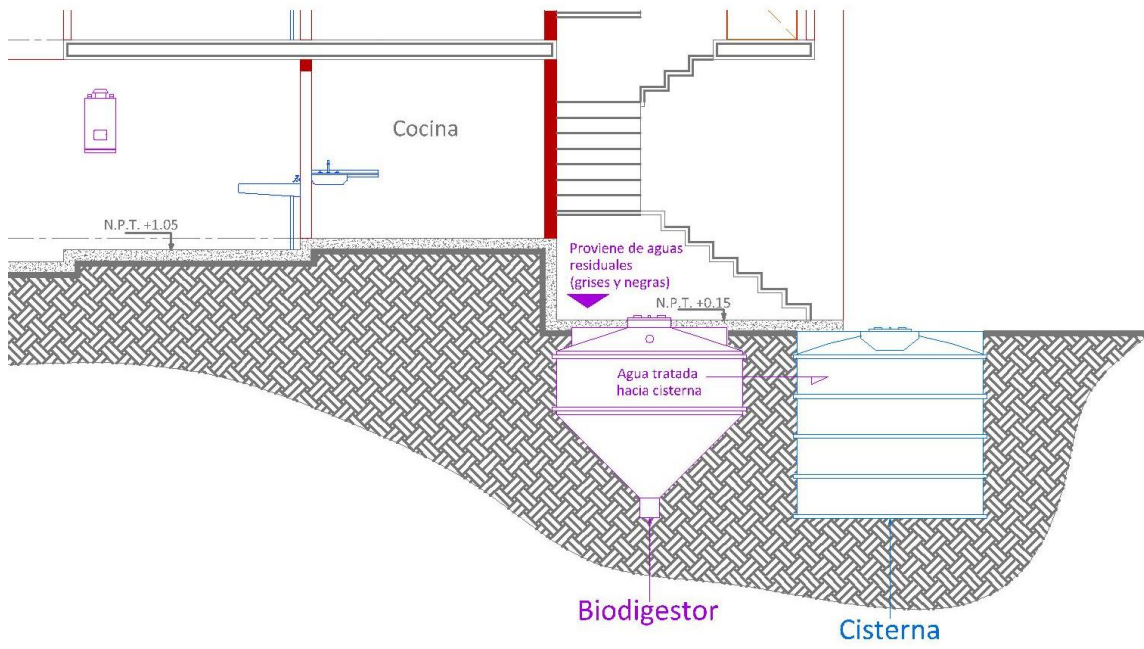 Cocina
N.P.T. +1.05
Proviene de aguas
residuales
(grises y negras)
N.P.T. +0.15
Agua tratada
hacia cisterna
Biodigestor
Cisterna